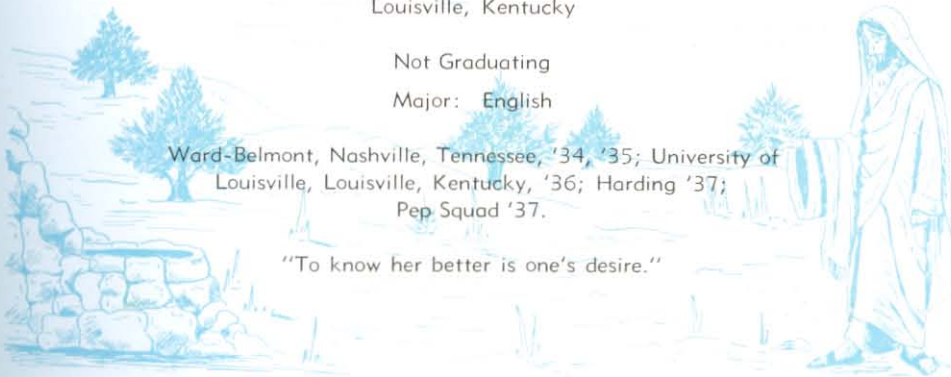 Louisville, Kentucky
Not Graduating
Major: English
Ward-Belmont, Nashville, Tennessee, '34, '35; University of
Louisville, Louisville, Kentucky, '36; Harding '37;
Pep Squad '37.
"To know her better is one's desire."